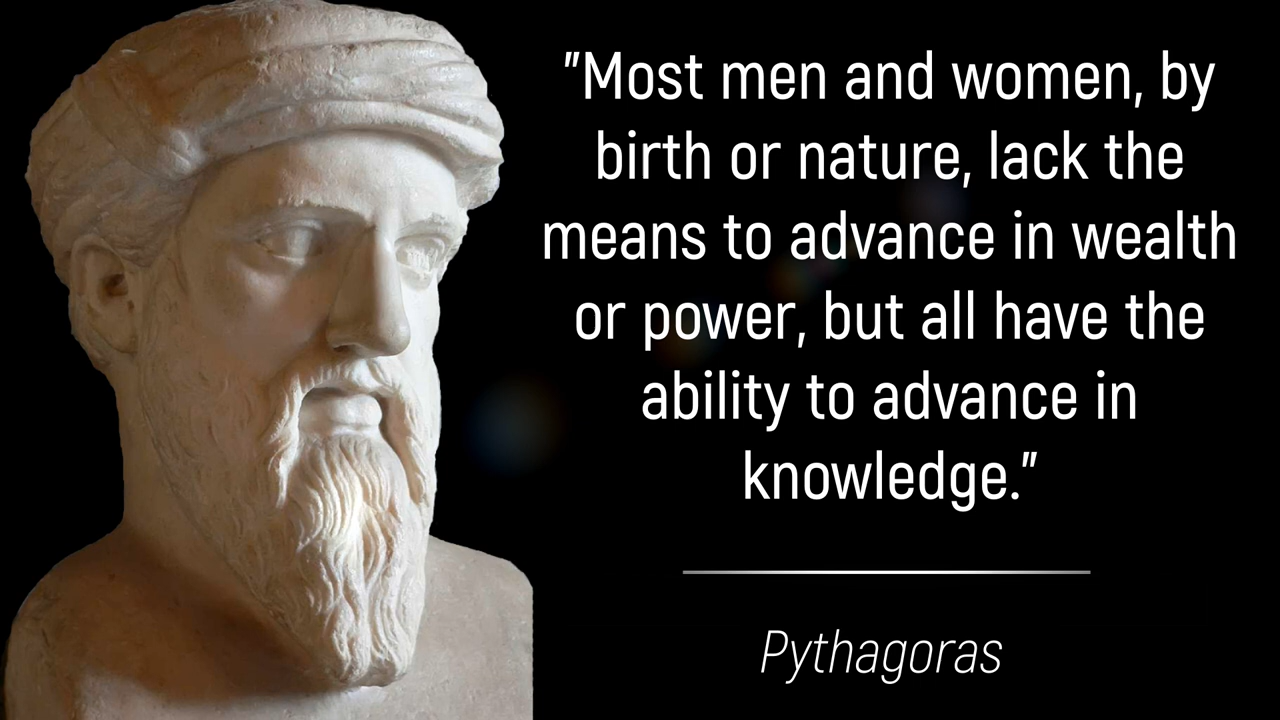 "Most men and women, by
birth or nature, lack the
means to advance in wealth
or power, but all have the
ability to advance in
knowledge."
Pythagoras